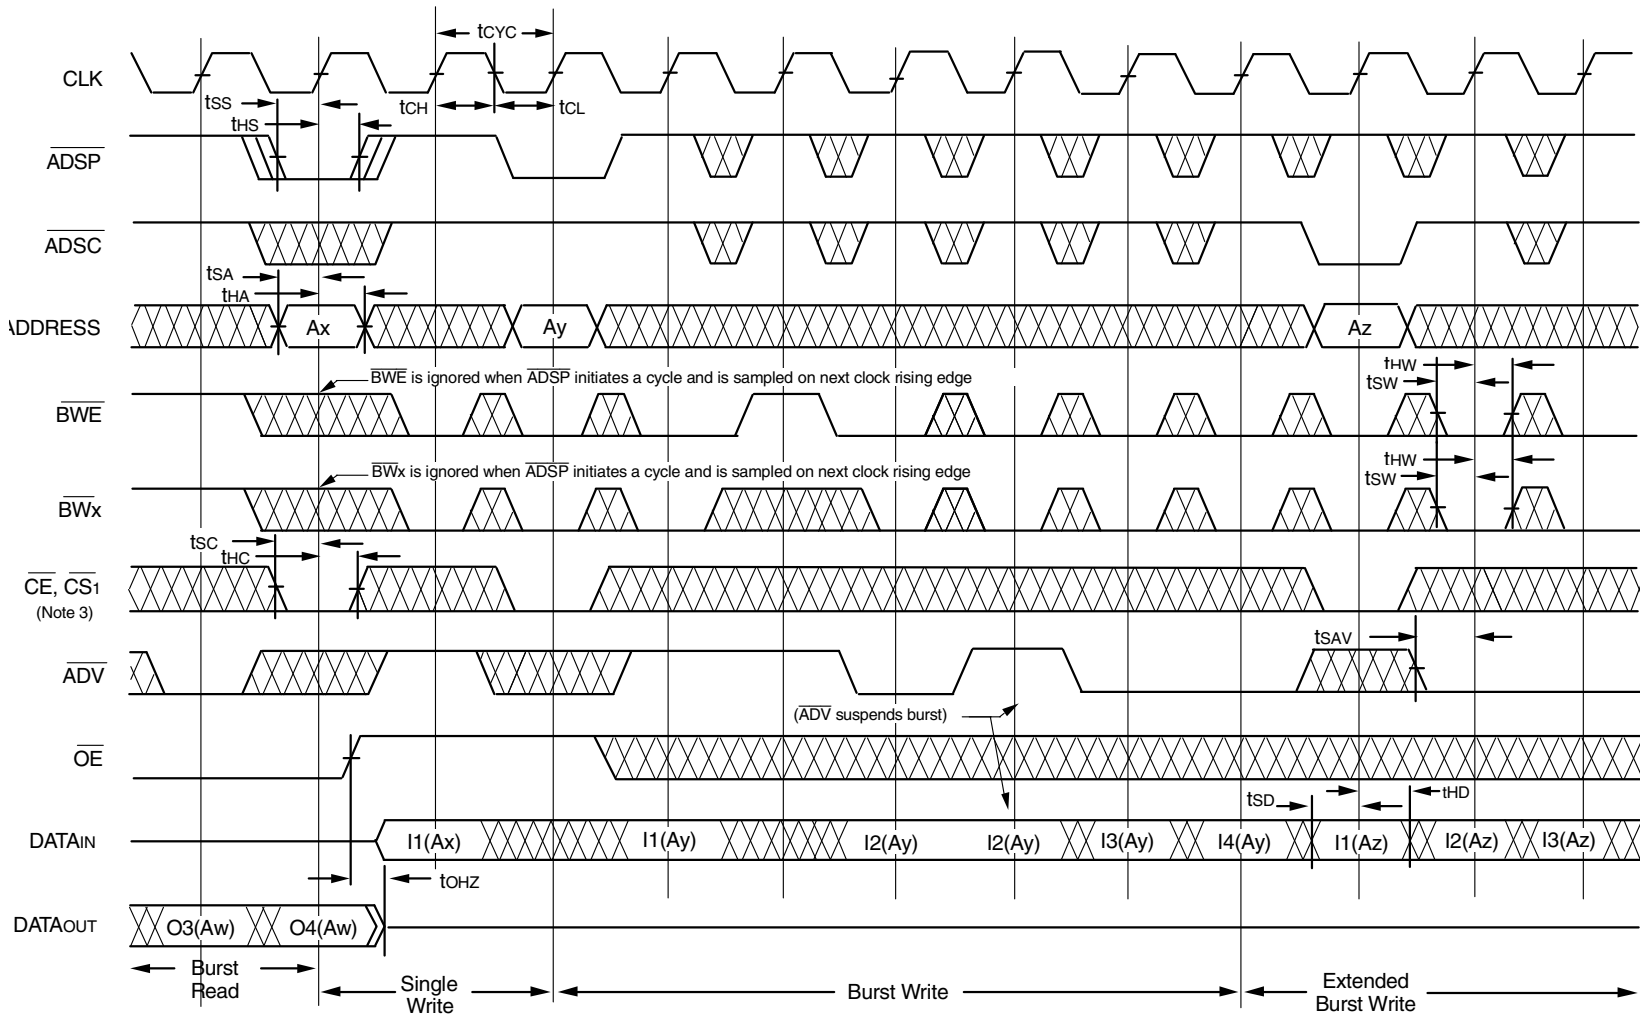 tCYC
CLK
tSS
tCH
tCL
tHS
ADSP
ADSC
tSA
tHA
ADDRESS
Ax
Ay
Az
BWE is ignored when ADSP initiates a cycle and is sampled on next clock rising edge
tHW
tSW
BWE
BWx is ignored when ADSP initiates a cycle and is sampled on next clock rising edge
tHW
tSW
BWx
tSC
tHC
CE, CS1
(Note 3)
tSAV
ADV
(ADV suspends burst)
OE
tSD
tHD
DATAIN
I1(Ax)
I1(Ay)
I2(Ay)
I2(Ay)
I3(Ay)
I4(Ay)
I1(Az)
I2(Az)
I3(Az)
tOHZ
DATAOUT
O3(Aw)
O4(Aw)
Burst
Read
Single
Write
Burst Write
Extended
Burst Write